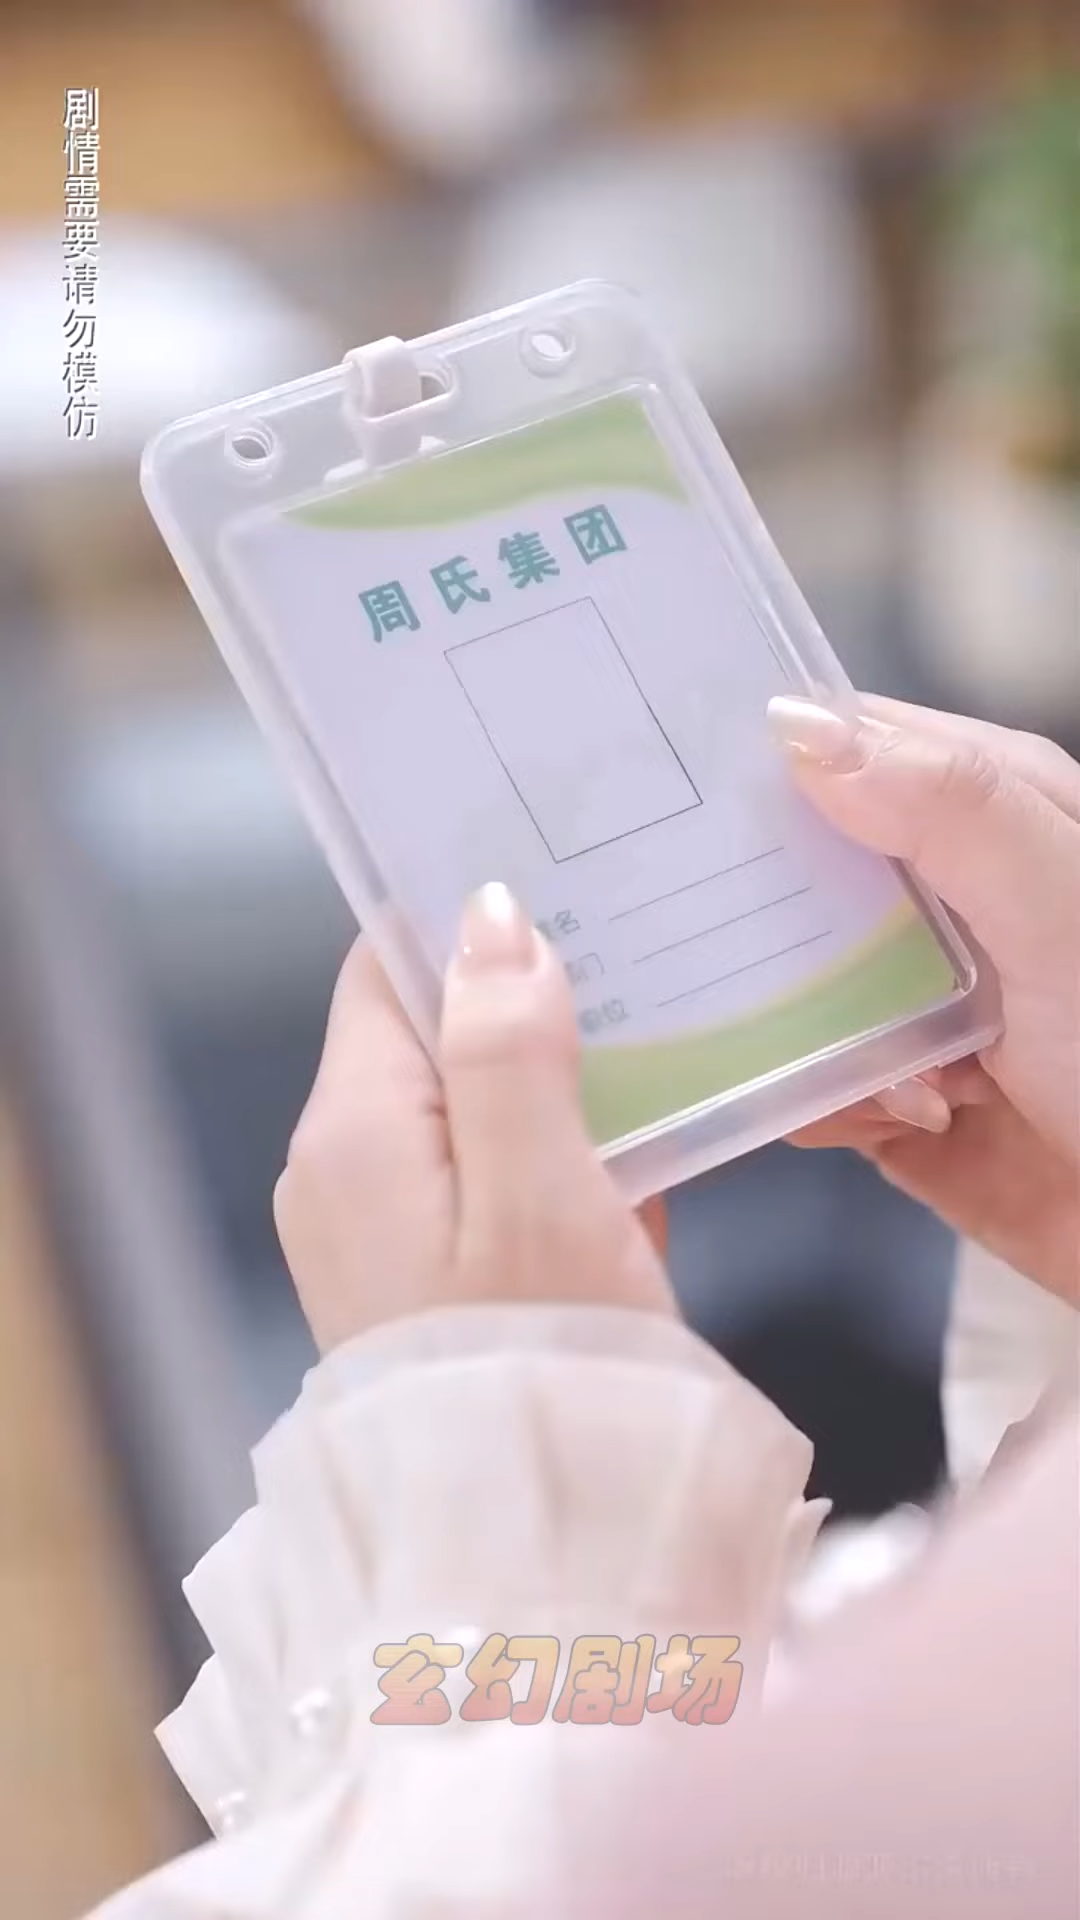 剧情需要请勿模仿
周氏集团
姓名
部门
职位
玄幻剧场